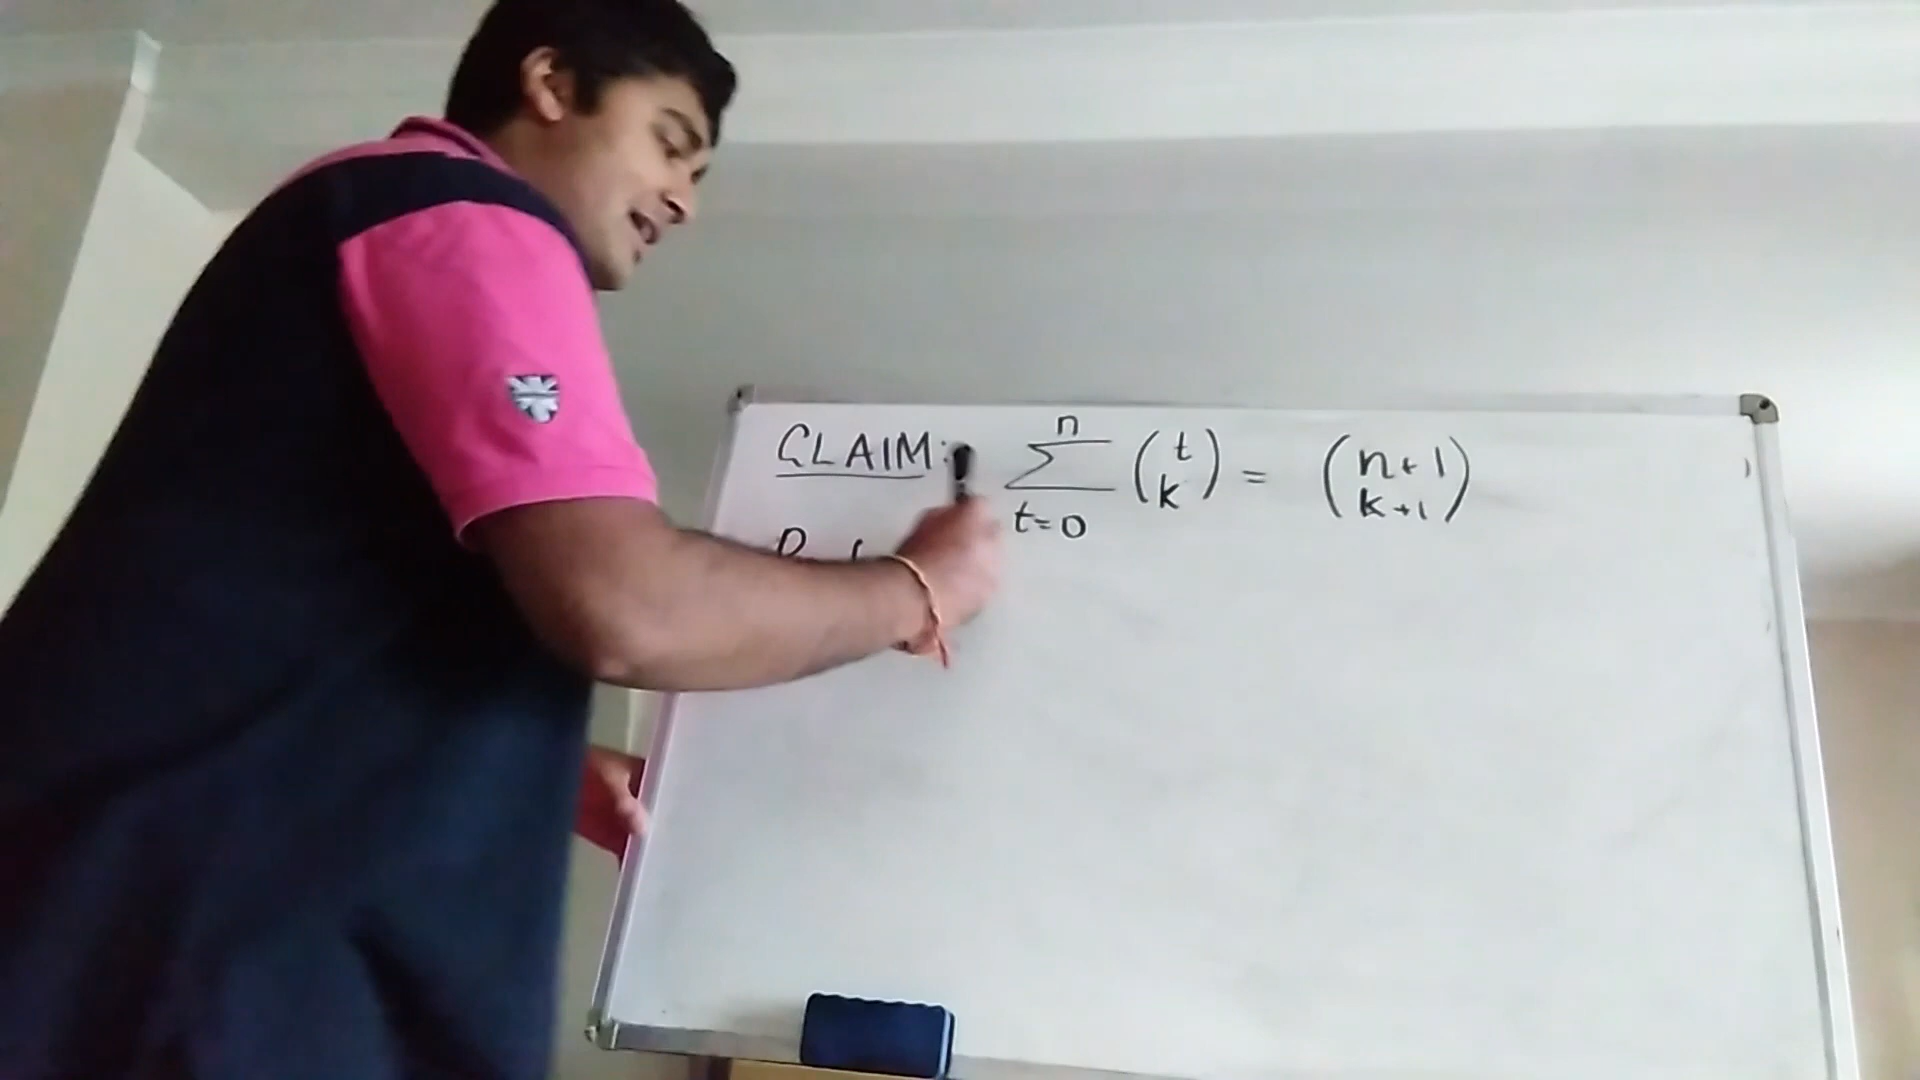 CLAIM: n∑t=0 (t k) = (n+1 k+1)